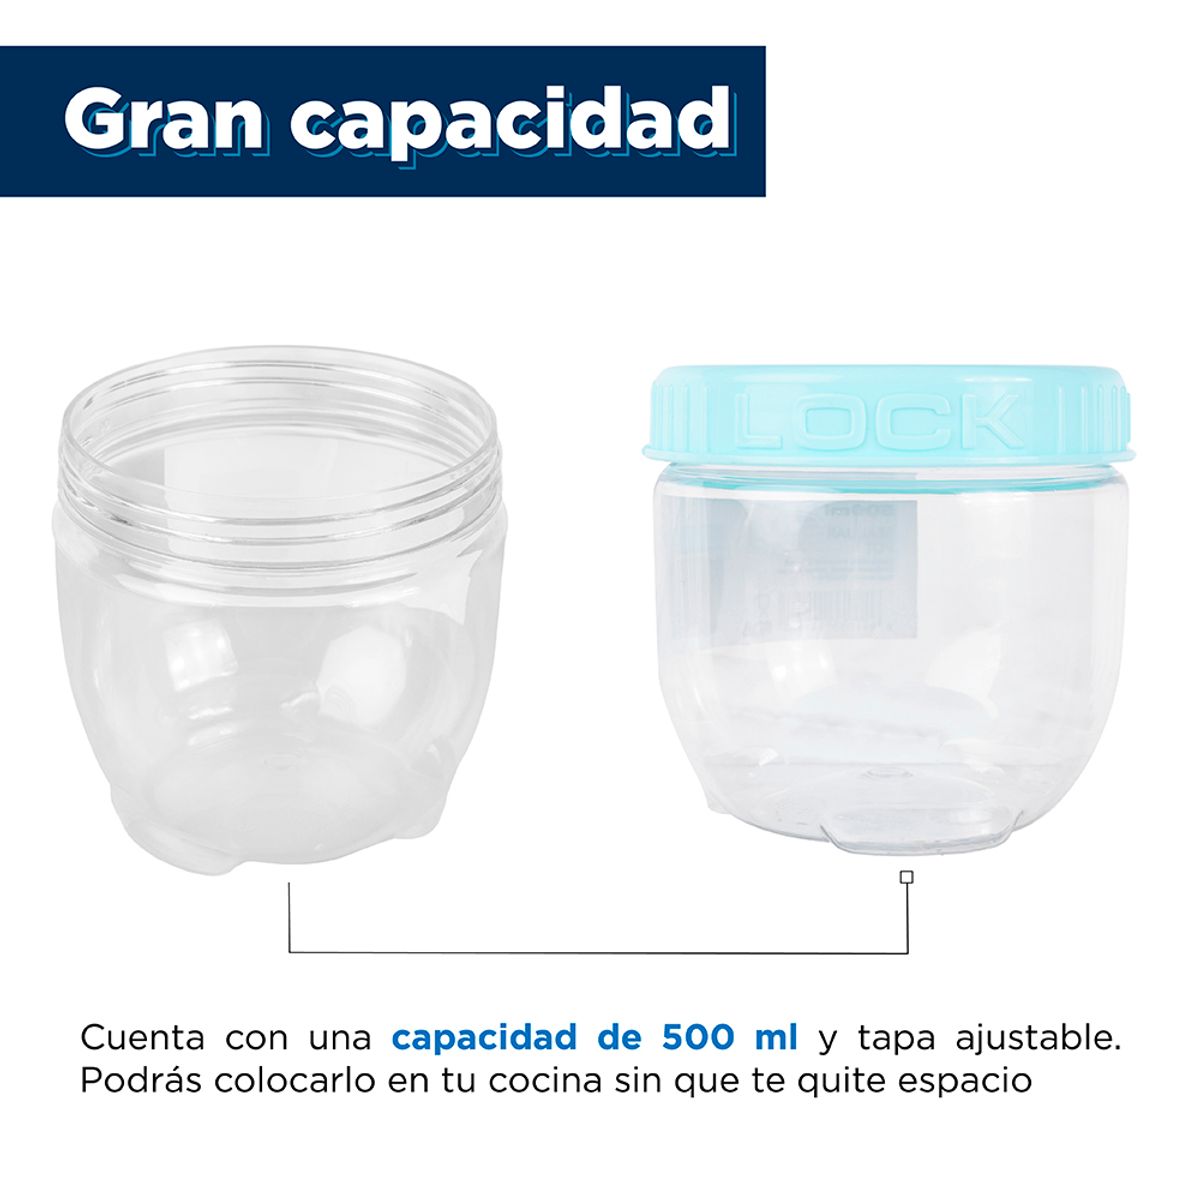 Gran capacidad
LOCK
500ml
Cuenta con una capacidad de 500 ml y tapa ajustable.
Podrás colocarlo en tu cocina sin que te quite espacio